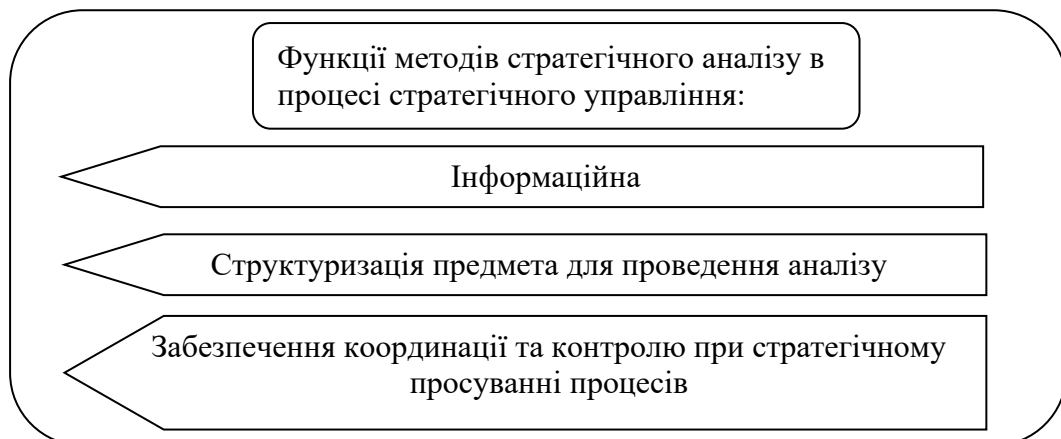 Функції методів стратегічного аналізу в
процесі стратегічного управління:
Інформаційна
Структуризація предмета для проведення аналізу
Забезпечення координації та контролю при стратегічному
просуванні процесів